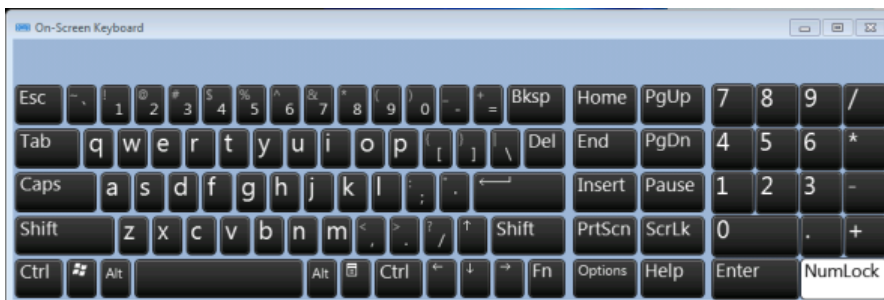 On-Screen Keyboard
Esc ~ ` ! 1 @ 2 # 3 $ 4 % 5 ^ 6 & 7 * 8 ( 9 ) 0 _ - + = Bksp Home PgUp 7 8 9 /
Tab q w e r t y u i o p { [ } ] | \ Del End PgDn 4 5 6 *
Caps a s d f g h j k l : ; " ' Insert Pause 1 2 3 -
Shift z x c v b n m < , > . ? / ↑ Shift PrtScn ScrLk 0 . +
Ctrl Alt Alt Ctrl ← ↓ → Fn Options Help Enter NumLock